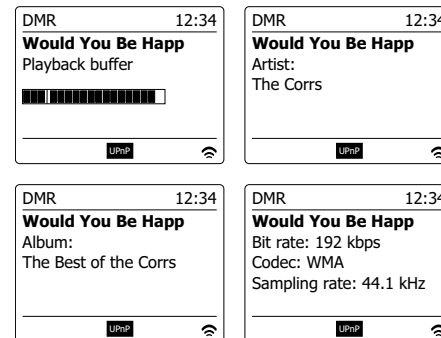 DMR 12:34
Would You Be Happ
Playback buffer
UPnP
DMR 12:34
Would You Be Happ
Artist:
The Corrs
UPnP
DMR 12:34
Would You Be Happ
Album:
The Best of the Corrs
UPnP
DMR 12:34
Would You Be Happ
Bit rate: 192 kbps
Codec: WMA
Sampling rate: 44.1 kHz
UPnP